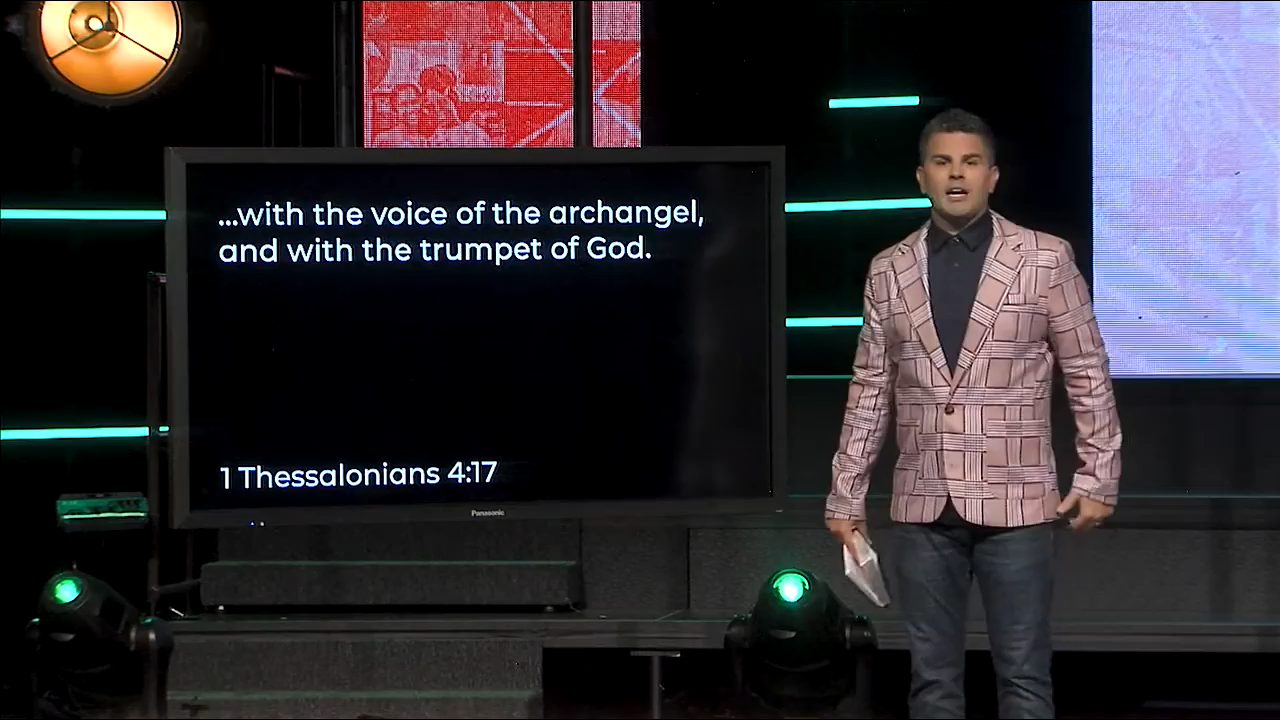 ...with the voice of the archangel,
and with the trumpet of God.
1 Thessalonians 4:17
Panasonic